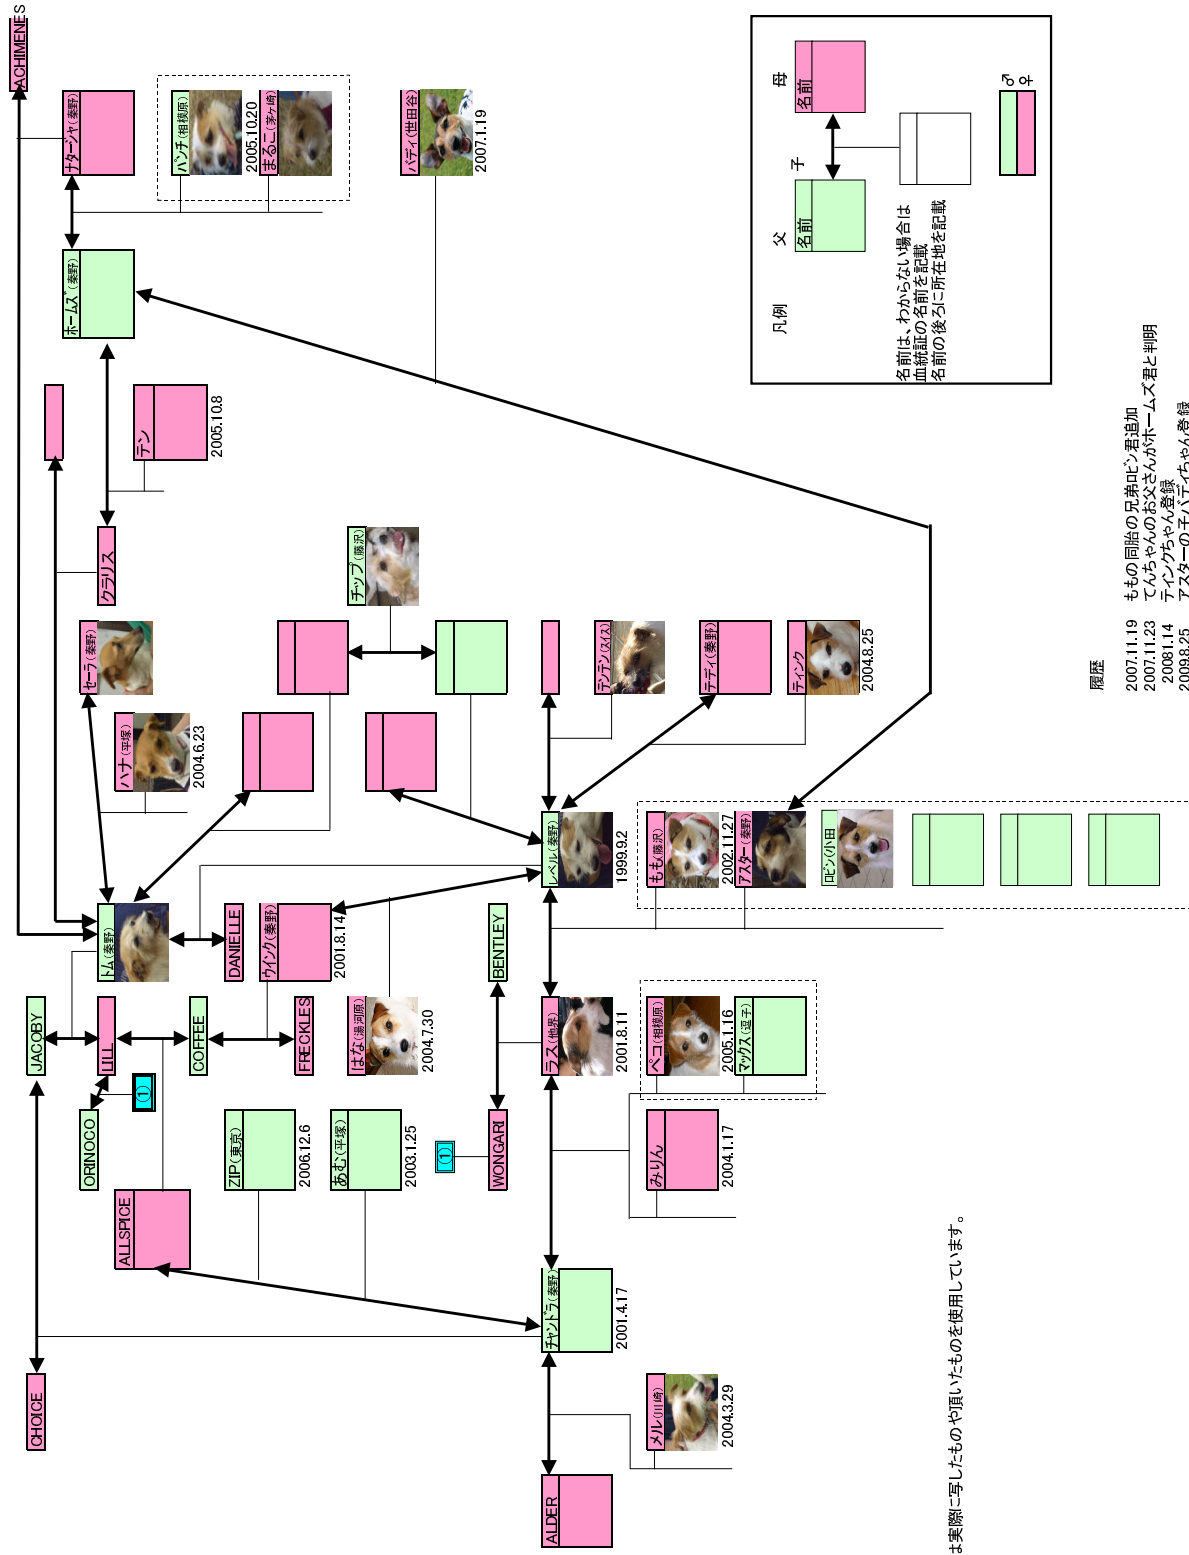 ACHIMENES
ナターシャ(秦野)
パンチ(相模原)
2005.10.20
まるこ(茅ケ崎)
バディ(世田谷)
2007.1.19
ホームズ(秦野)
テン
2005.10.8
クラリス
チップ(藤沢)
セーラ(秦野)
ハナ(平塚)
2004.6.23
テンテン(スイス)
テディ(秦野)
ティンク
2004.8.25
レベル(秦野)
1999.9.2
もも(藤沢)
2002.11.27
アスター(秦野)
ロビン(小田
トム(秦野)
DANIELLE
ウインク(秦野)
2001.8.14
BENTLEY
JACOBY
LILL
COFFEE
FRECKLES
はな(湯河原)
2004.7.30
ラス(他界)
2001.8.11
ペコ(相模原)
2005.1.16
マックス(逗子)
ORINOCO
(1)
ZIP(東京)
2006.12.6
あむ(平塚)
2003.1.25
(1)
WONGARI
みりん
2004.1.17
ALLSPICE
チャンドラ(秦野)
2001.4.17
CHOICE
メル(川崎)
2004.3.29
ALDER
凡例
父
子
母
名前
名前
名前は、わからない場合は
血統証の名前を記載
名前の後ろに所在地を記載
♂
♀
履歴
2007.11.19 ももの同胎の兄弟ロビン君追加
2007.11.23 てんちゃんのお父さんがホームズ君と判明
20081.14 ティンクちゃん登録
2009.8.25 アスターの子バディちゃん登録
は実際に写したものや頂いたものを使用しています。